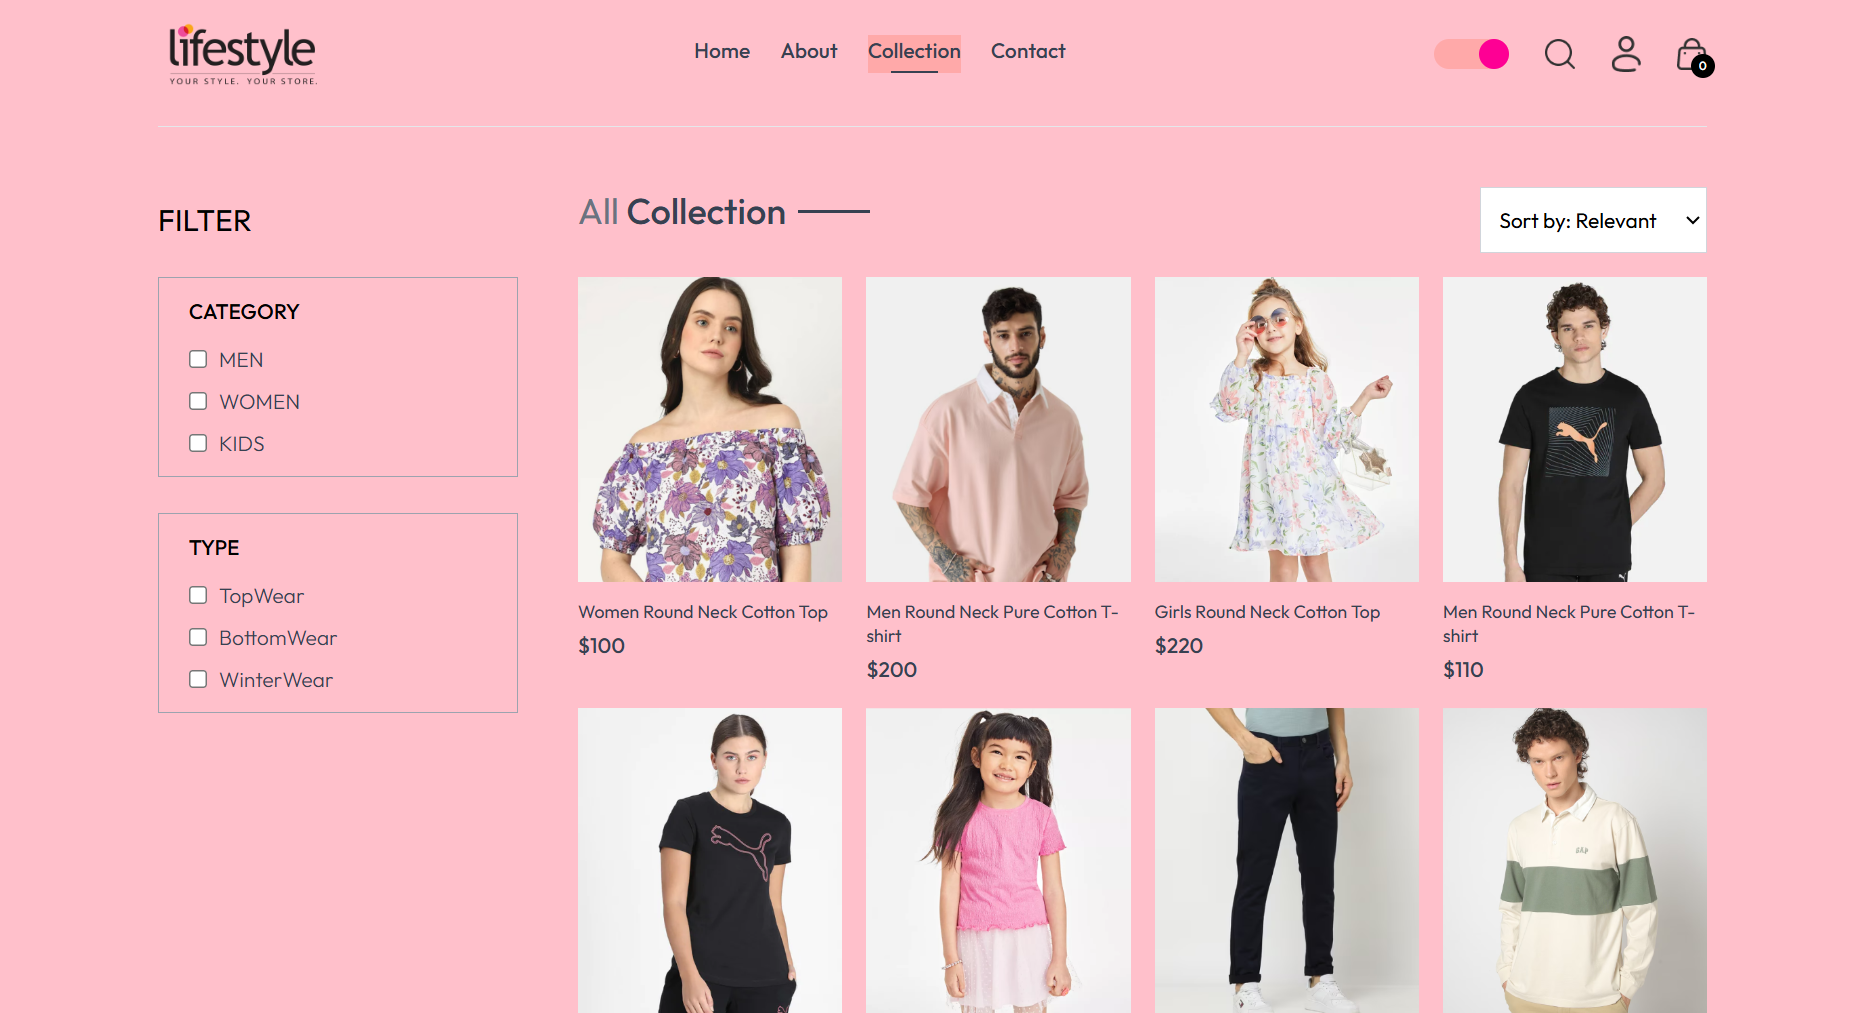 lifestyle
YOUR STYLE. YOUR STORE.
Home
About
Collection
Contact
0
FILTER
All Collection
Sort by: Relevant
CATEGORY
MEN
WOMEN
KIDS
TYPE
TopWear
BottomWear
WinterWear
Women Round Neck Cotton Top
$100
Men Round Neck Pure Cotton T-
shirt
$200
Girls Round Neck Cotton Top
$220
Men Round Neck Pure Cotton T-
shirt
$110
GAP